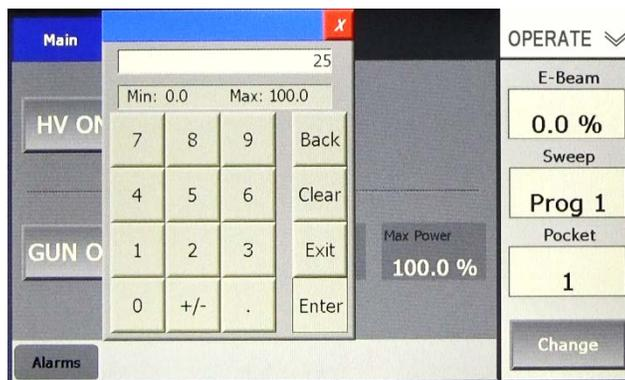 Main
X
OPERATE
25
Min: 0.0 Max: 100.0
E-Beam
0.0 %
HV ON
7 8 9 Back
Sweep
Prog 1
4 5 6 Clear
Pocket
1
GUN O
1 2 3 Exit
Max Power
100.0 %
0 +/- . Enter
Change
Alarms